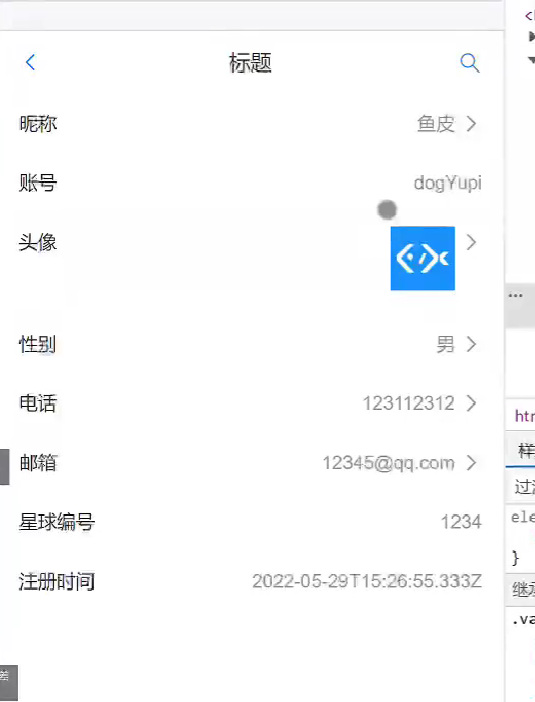 标题
昵称 鱼皮
账号 dogYupi
头像
性别 男
电话 123112312
邮箱 12345@qq.com
星球编号 1234
注册时间 2022-05-29T15:26:55.333Z
差
<
...
htm
样
过滤
ele
}
继承
.va